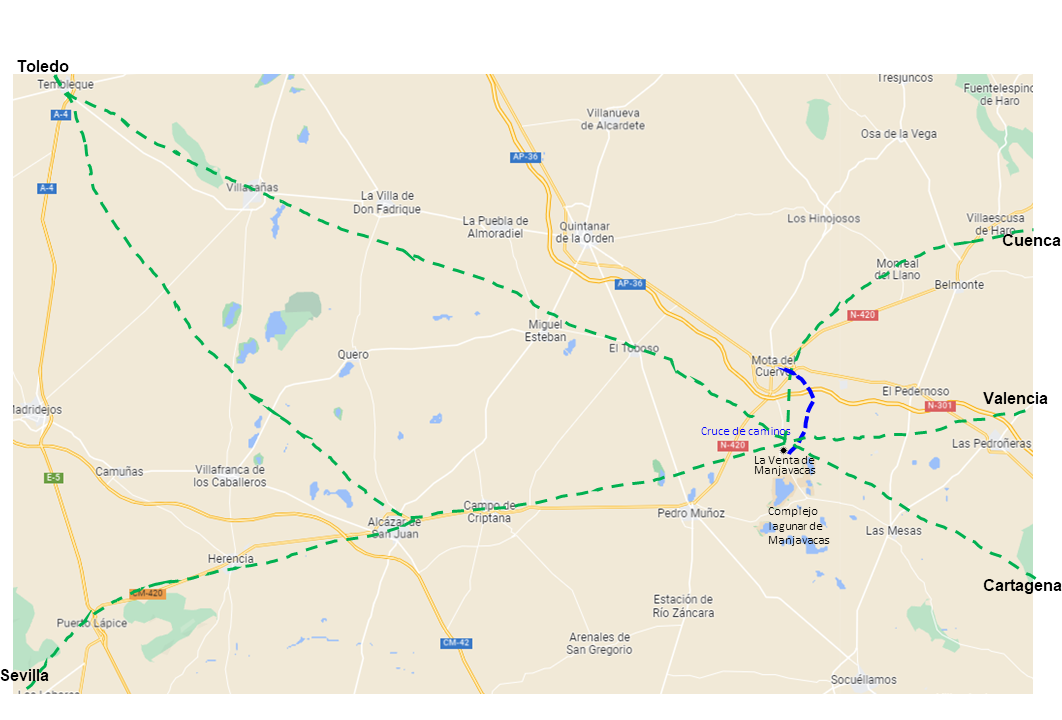 Toledo
Tembleque
Tresjuncos
Fuentelespino
de Haro
A-4
Villanueva
de Alcardete
Osa de la Vega
AP-36
A-4
Villacañas
La Villa de
Don Fadrique
La Puebla de
Almoradiel
Quintanar
de la Orden
Los Hinojosos
Villaescusa
de Haro
Cuenca
Monreal
del Llano
AP-36
Belmonte
N-420
Miguel
Esteban
El Toboso
Quero
Mota del
Cuervo
El Pedernoso
Valencia
N-301
Madridejos
Cruce de caminos
N-420
Las Pedroñeras
La Venta de
Manjavacas
Camuñas
Villafranca de
los Caballeros
E-5
Campo de
Criptana
Pedro Muñoz
Complejo
lagunar de
Manjavacas
Alcázar de
San Juan
Las Mesas
Herencia
Cartagena
CM-420
Estación de
Río Záncara
Puerto Lápice
Arenales de
San Gregorio
CM-42
Sevilla
Socuéllamos